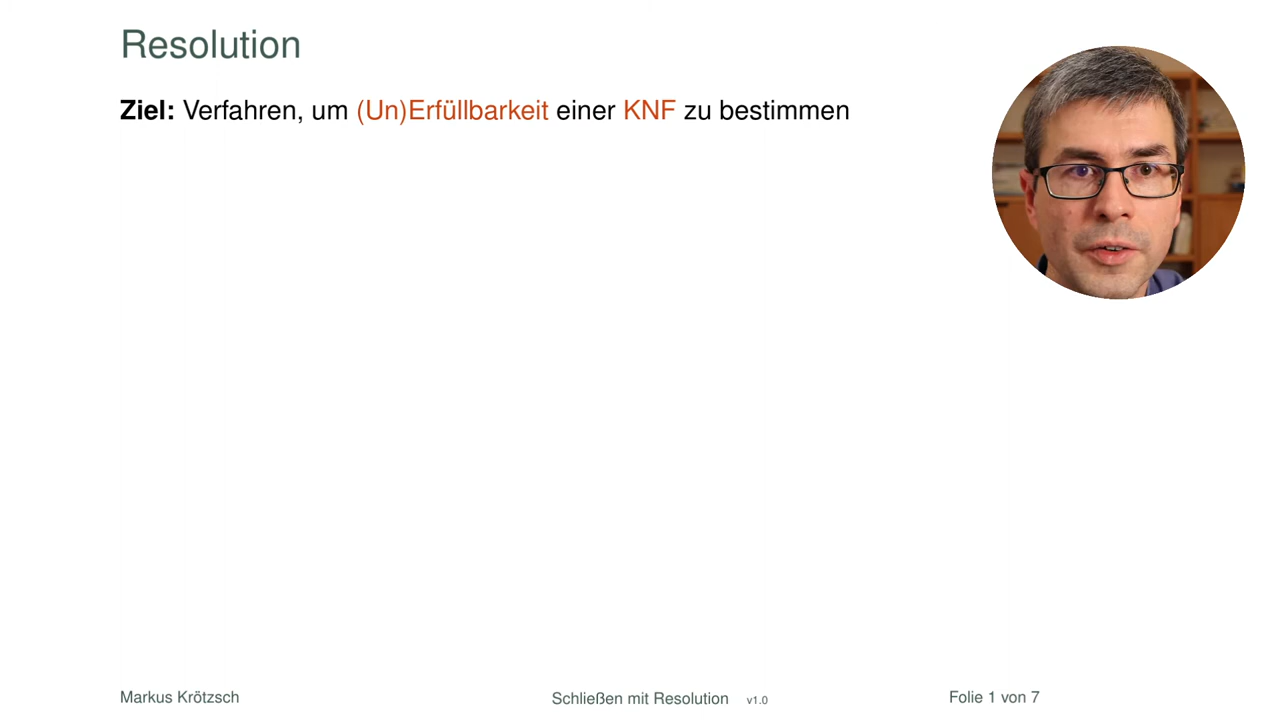 Resolution
Ziel: Verfahren, um (Un)Erfüllbarkeit einer KNF zu bestimmen
Markus Krötzsch Schließen mit Resolution v1.0 Folie 1 von 7